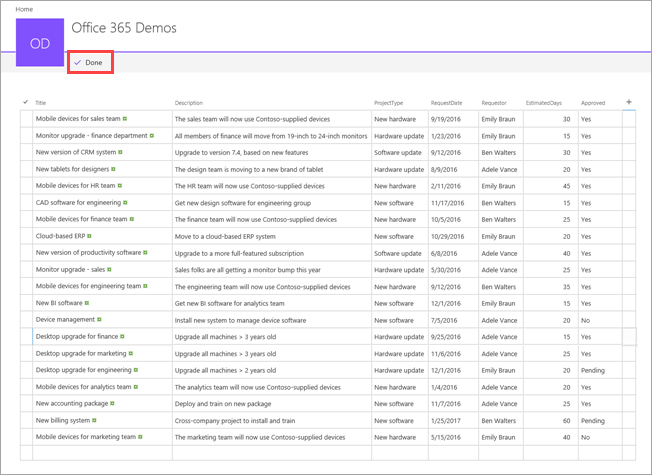 Home
OD
Office 365 Demos
Done
Title Description ProjectType RequestDate Requestor EstimatedDays Approved
Mobile devices for sales team The sales team will now use Contoso-supplied devices New hardware 9/19/2016 Emily Braun 30 Yes
Monitor upgrade - finance department All members of finance will move from 19-inch to 24-inch monitors Hardware update 1/23/2016 Emily Braun 15 Yes
New version of CRM system Upgrade to version 7.4, based on new features Software update 9/12/2016 Ben Walters 30 Yes
New tablets for designers The design team is moving to a new brand of tablet Hardware update 8/9/2016 Adele Vance 20 Yes
Mobile devices for HR team The HR team will now use Contoso-supplied devices New hardware 2/11/2016 Emily Braun 45 Yes
CAD software for engineering Get new design software for engineering group New software 11/17/2016 Ben Walters 15 Yes
Mobile devices for finance team The finance team will now use Contoso-supplied devices New hardware 10/5/2016 Ben Walters 25 Yes
Cloud-based ERP Move to a cloud-based ERP system New software 10/29/2016 Emily Braun 20 Yes
New version of productivity software Upgrade to a more full-featured subscription Software update 6/8/2016 Adele Vance 40 Yes
Monitor upgrade - sales Sales folks are all getting a monitor bump this year Hardware update 5/30/2016 Adele Vance 25 Yes
Mobile devices for engineering team The engineering team will now use Contoso-supplied devices New hardware 9/12/2016 Ben Walters 35 Yes
New BI software Get new BI software for analytics team New software 12/1/2016 Emily Braun 15 Yes
Device management Install new system to manage device software New software 7/5/2016 Adele Vance 20 No
Desktop upgrade for finance Upgrade all machines > 3 years old Hardware update 9/25/2016 Adele Vance 15 Yes
Desktop upgrade for marketing Upgrade all machines > 3 years old Hardware update 11/6/2016 Adele Vance 25 Yes
Desktop upgrade for engineering Upgrade all machines > 2 year old Hardware update 12/1/2016 Emily Braun 20 Pending
Mobile devices for analytics team The analytics team will now use Contoso-supplied devices New hardware 1/4/2016 Adele Vance 20 Yes
New accounting package Deploy and train on new package New software 11/7/2016 Adele Vance 25 Yes
New billing system Cross-company project to install and train New software 1/25/2017 Ben Walters 60 Pending
Mobile devices for marketing team The marketing team will now use Contoso-supplied devices New hardware 5/15/2016 Emily Braun 40 No